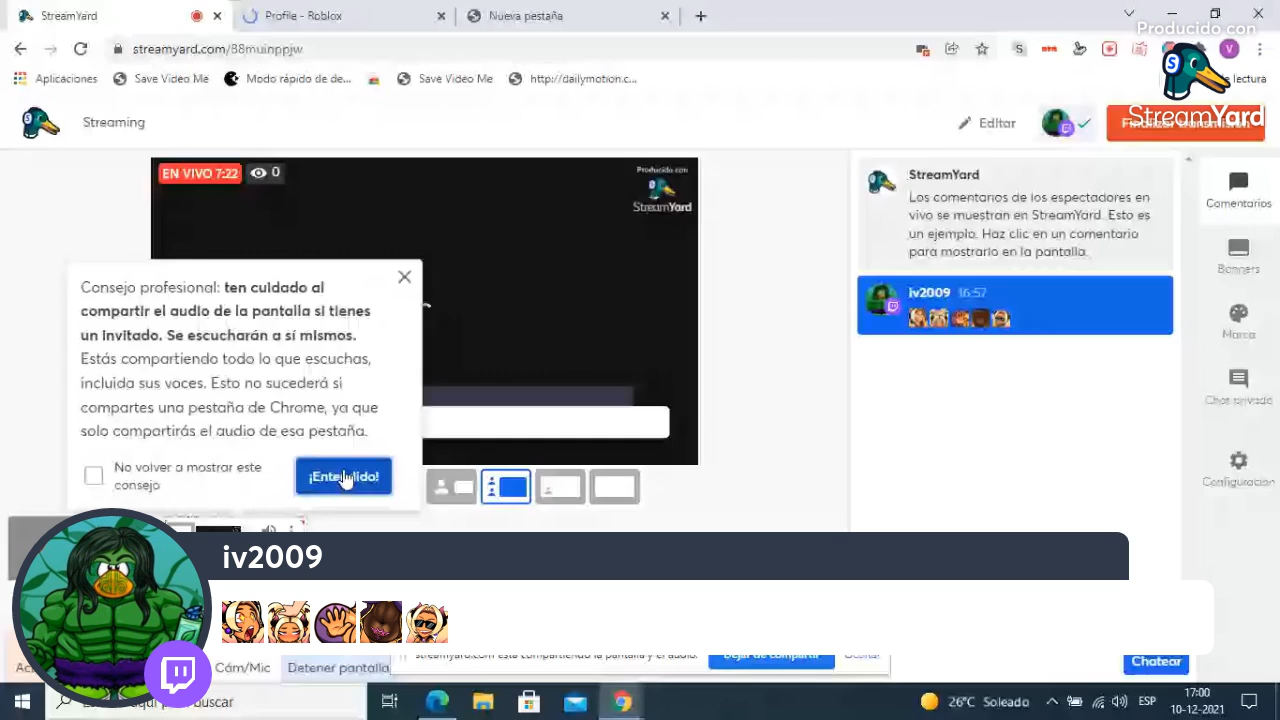 StreamYard
Profile - Roblox
Nueva pestaña
streamyard.com/88muinppjw
Producido con
StreamYard
Aplicaciones
Save Video Me
Modo rápido de de...
Save Video Me
http://dailymotion.c...
de lectura
Streaming
Editar
Finalizar transmisión
EN VIVO 7:22
0
Producido con
StreamYard
StreamYard
Los comentarios de los espectadores en
vivo se muestran en StreamYard. Esto es
un ejemplo. Haz clic en un comentario
para mostrarlo en la pantalla.
iv2009 16:57
Comentarios
Banners
Marca
Chat privado
Configuración
Consejo profesional: ten cuidado al
compartir el audio de la pantalla si tienes
un invitado. Se escucharán a sí mismos.
Estás compartiendo todo lo que escuchas,
incluida sus voces. Esto no sucederá si
compartes una pestaña de Chrome, ya que
solo compartirás el audio de esa pestaña.
No volver a mostrar este
consejo
¡Entendido!
iv2009
Cám/Mic
Detener pantalla
streamyard.com está compartiendo la pantalla y el audio.
Dejar de compartir
Ocultar
Chatear
buscar
26°C Soleado
ESP
17:00
10-12-2021